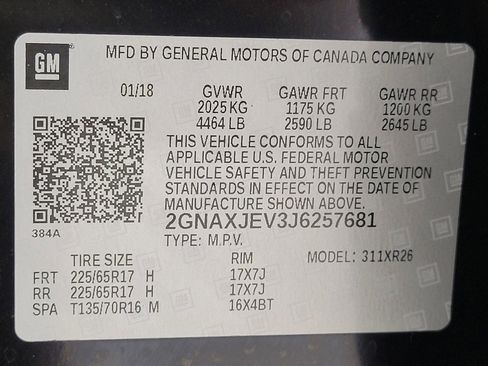 GM
MFD BY GENERAL MOTORS OF CANADA COMPANY
01/18 GVWR GAWR FRT GAWR RR
2025 KG 1175 KG 1200 KG
4464 LB 2590 LB 2645 LB
THIS VEHICLE CONFORMS TO ALL
APPLICABLE U.S. FEDERAL MOTOR
VEHICLE SAFETY AND THEFT PREVENTION
STANDARDS IN EFFECT ON THE DATE OF
MANUFACTURE SHOWN ABOVE.
384A
2GNAXJEV3J6257681
TYPE: M.P.V.
TIRE SIZE RIM MODEL: 311XR26
FRT 225/65R17 H 17X7J
RR 225/65R17 H 17X7J
SPA T135/70R16 M 16X4BT